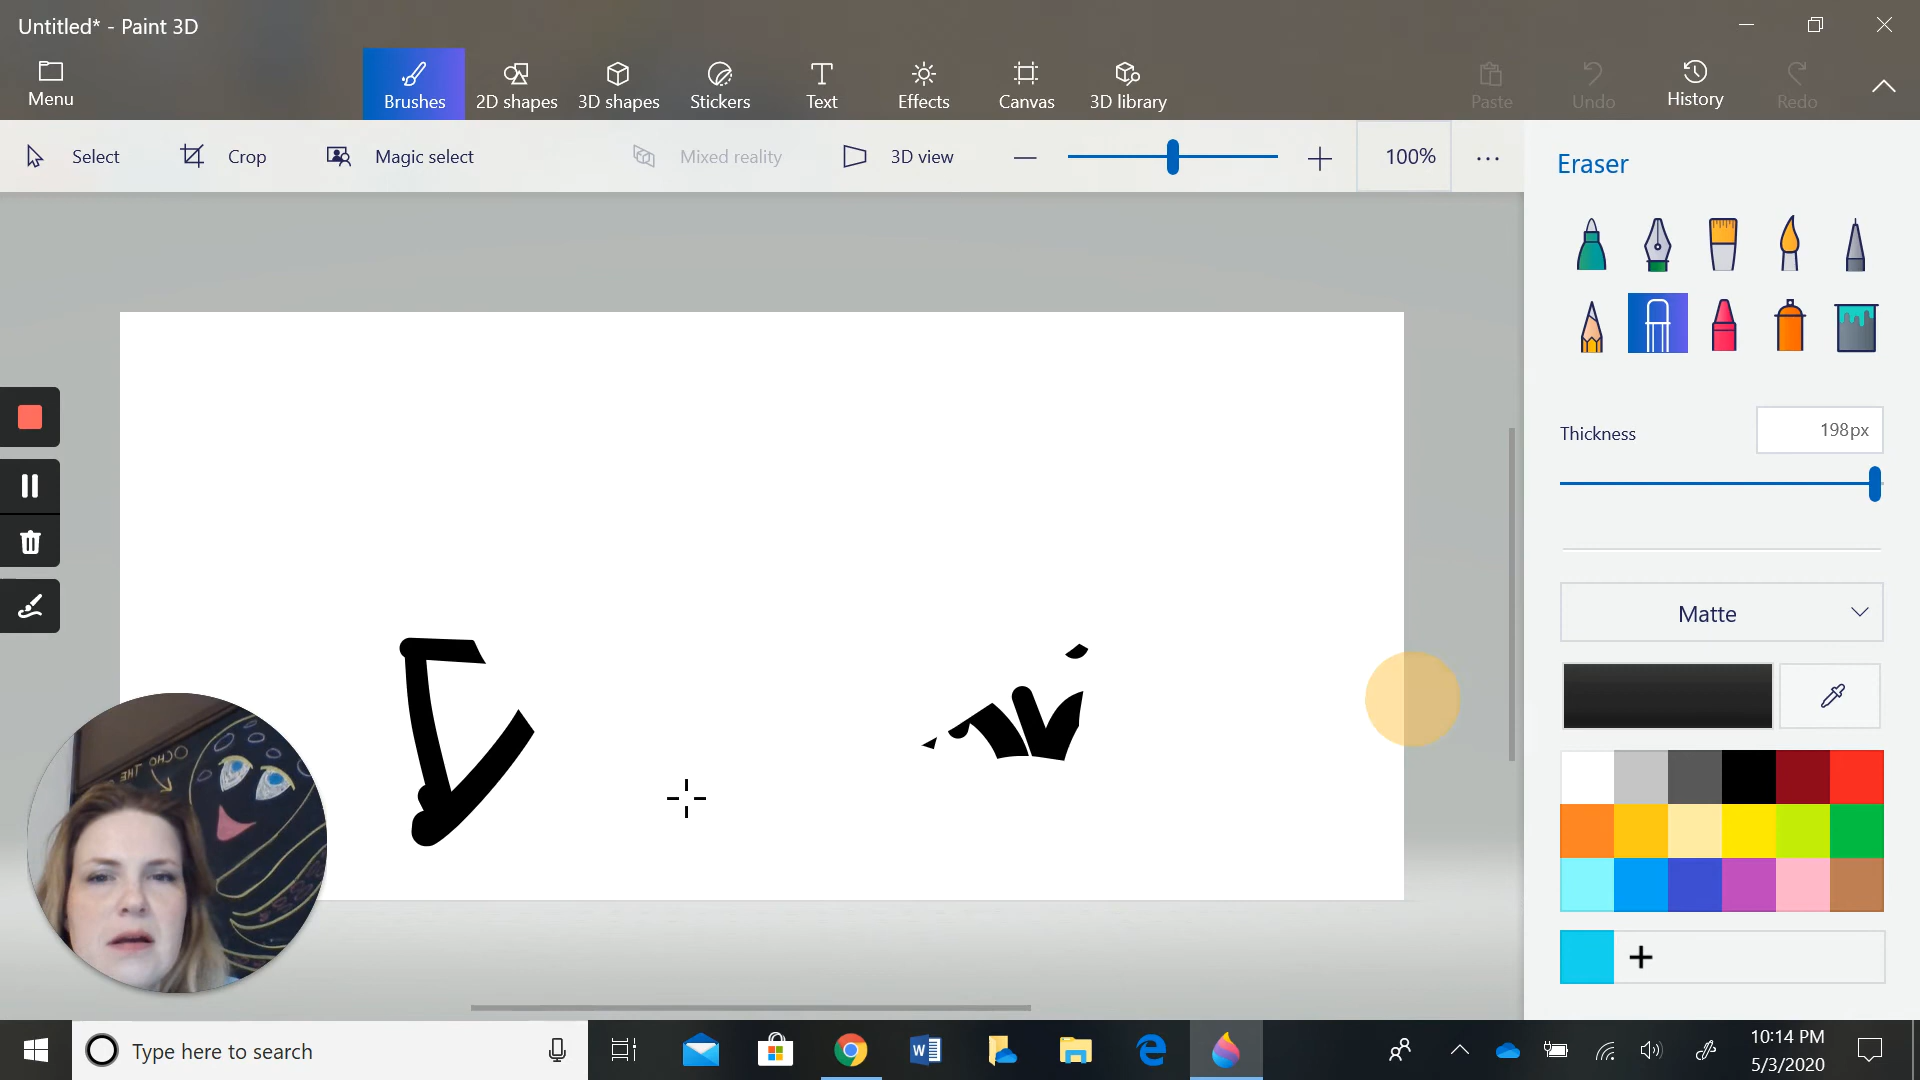 Untitled* - Paint 3D
Menu
Brushes
2D shapes
3D shapes
Stickers
Text
Effects
Canvas
3D library
Paste
Undo
History
Redo
Select
Crop
Magic select
Mixed reality
3D view
100%
Eraser
Thickness
198px
Matte
OCHO THE
Type here to search
10:14 PM
5/3/2020